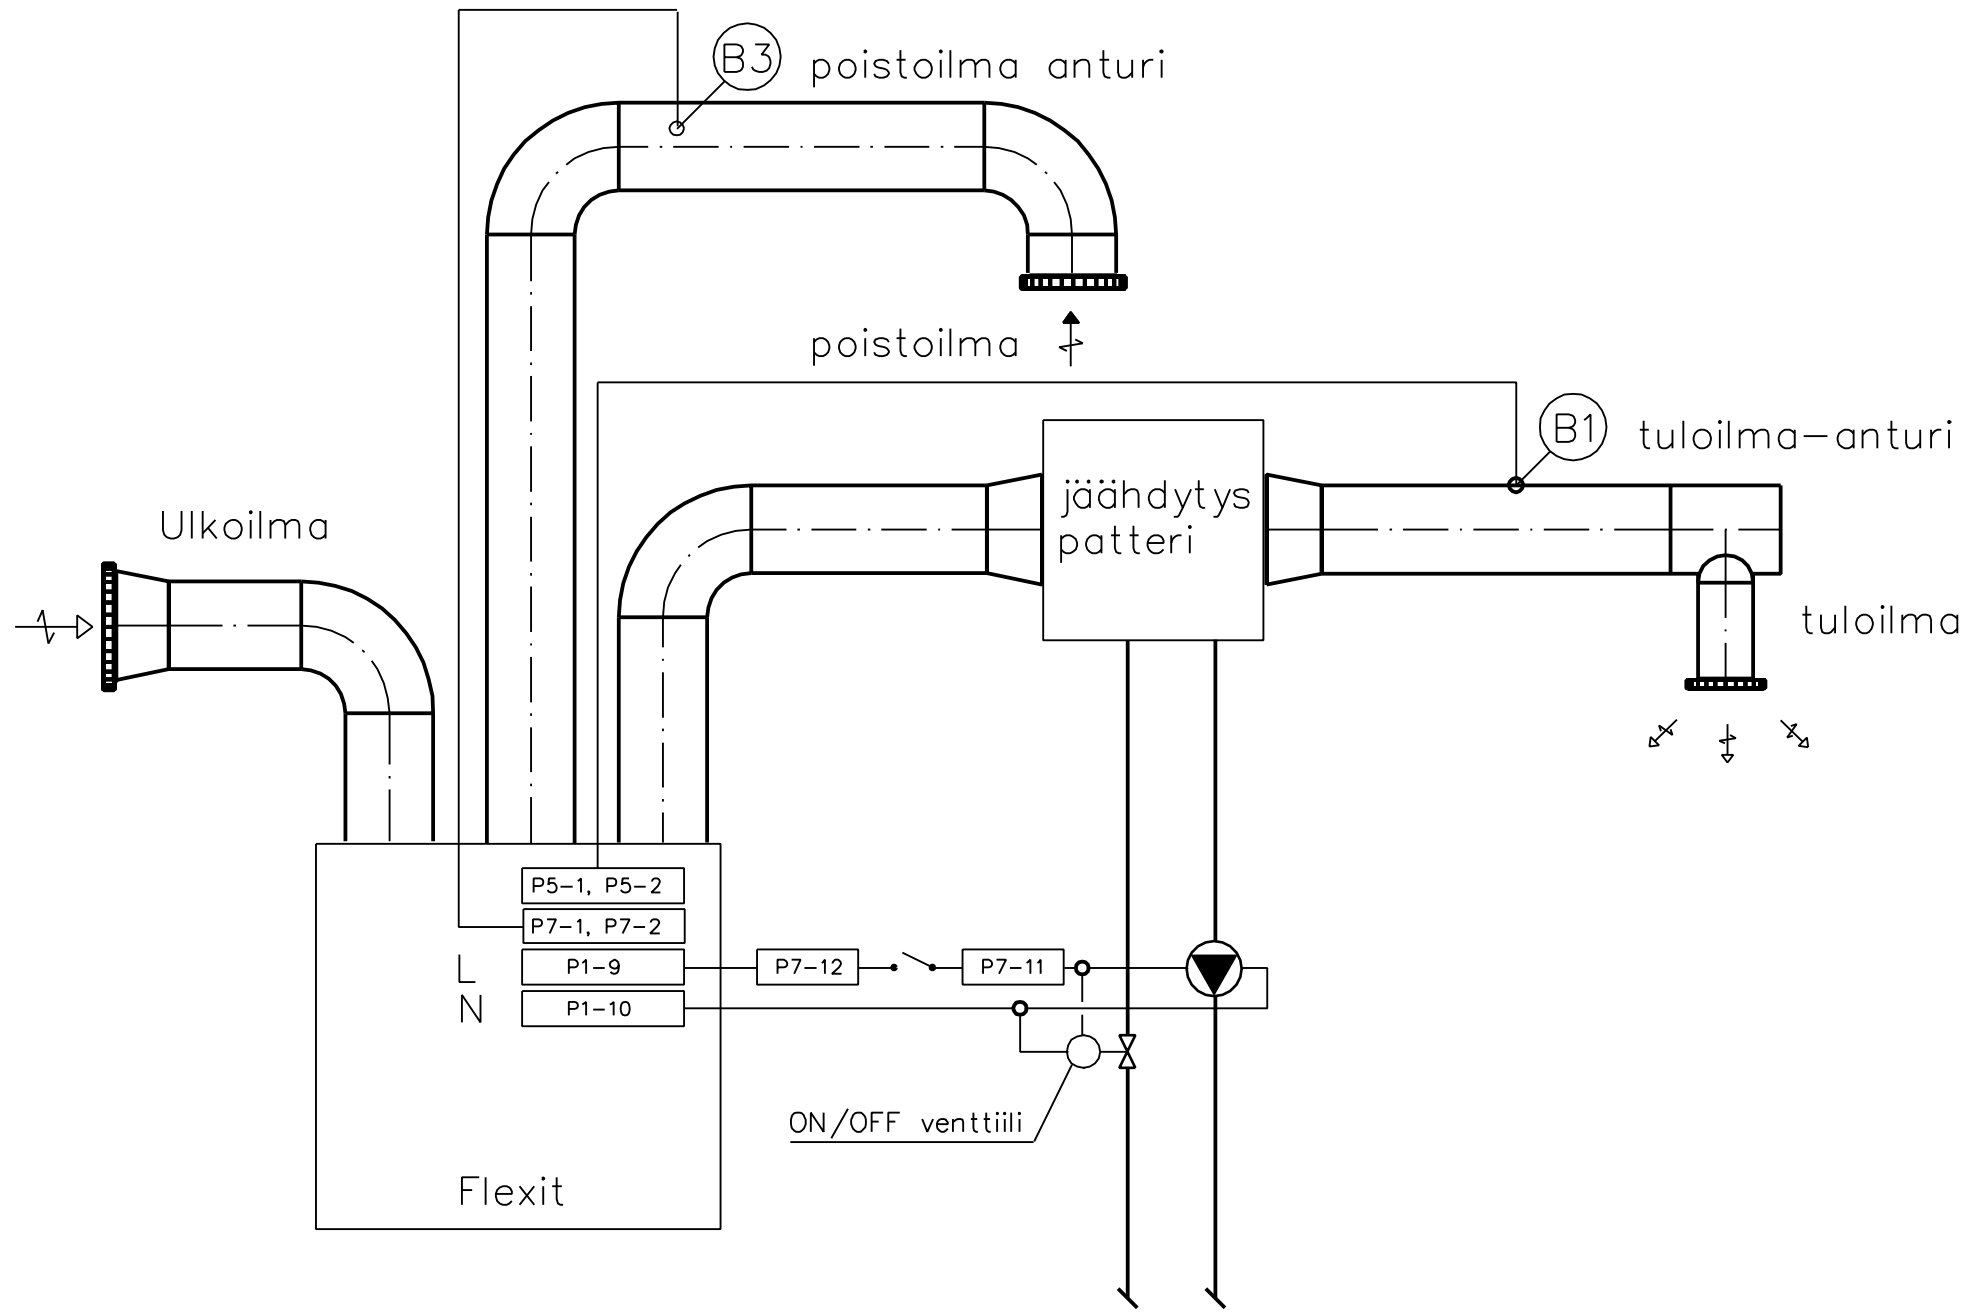 B3
poistoilma anturi
poistoilma
B1
tuloilma-anturi
jäähdytys
patteri
Ulkoilma
tuloilma
P5-1, P5-2
P7-1, P7-2
L
P1-9
P7-12
P7-11
N
P1-10
ON/OFF venttiili
Flexit